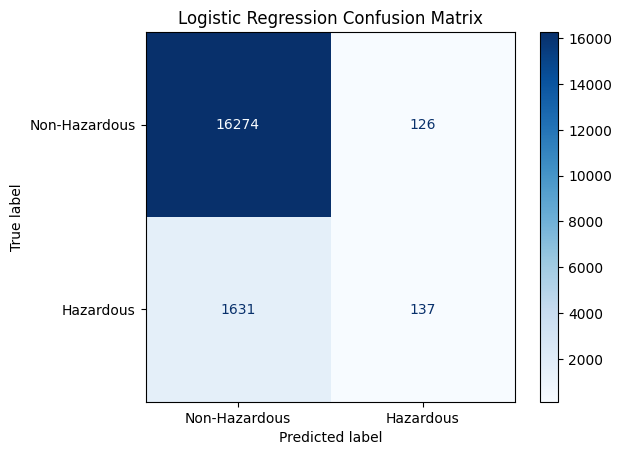 Logistic Regression Confusion Matrix
True label
Non-Hazardous
Hazardous
16274
126
1631
137
Non-Hazardous
Hazardous
Predicted label
16000
14000
12000
10000
8000
6000
4000
2000